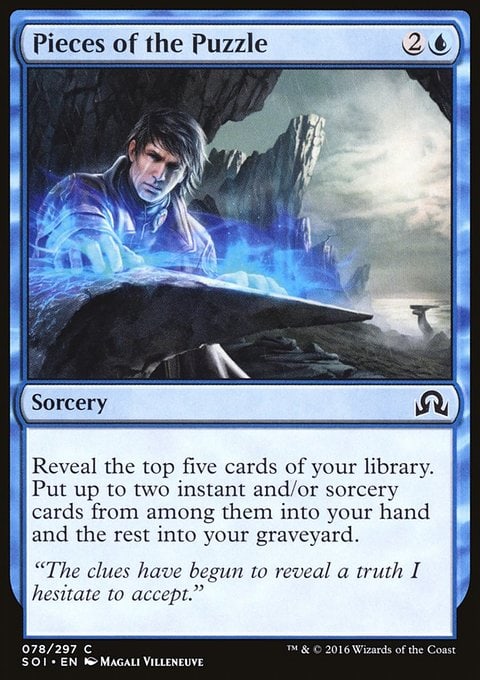 Pieces of the Puzzle 2
Sorcery
Reveal the top five cards of your library.
Put up to two instant and/or sorcery
cards from among them into your hand
and the rest into your graveyard.
“The clues have begun to reveal a truth I
hesitate to accept.”
078/297 C
SOI • EN Magali Villeneuve
™ & © 2016 Wizards of the Coast